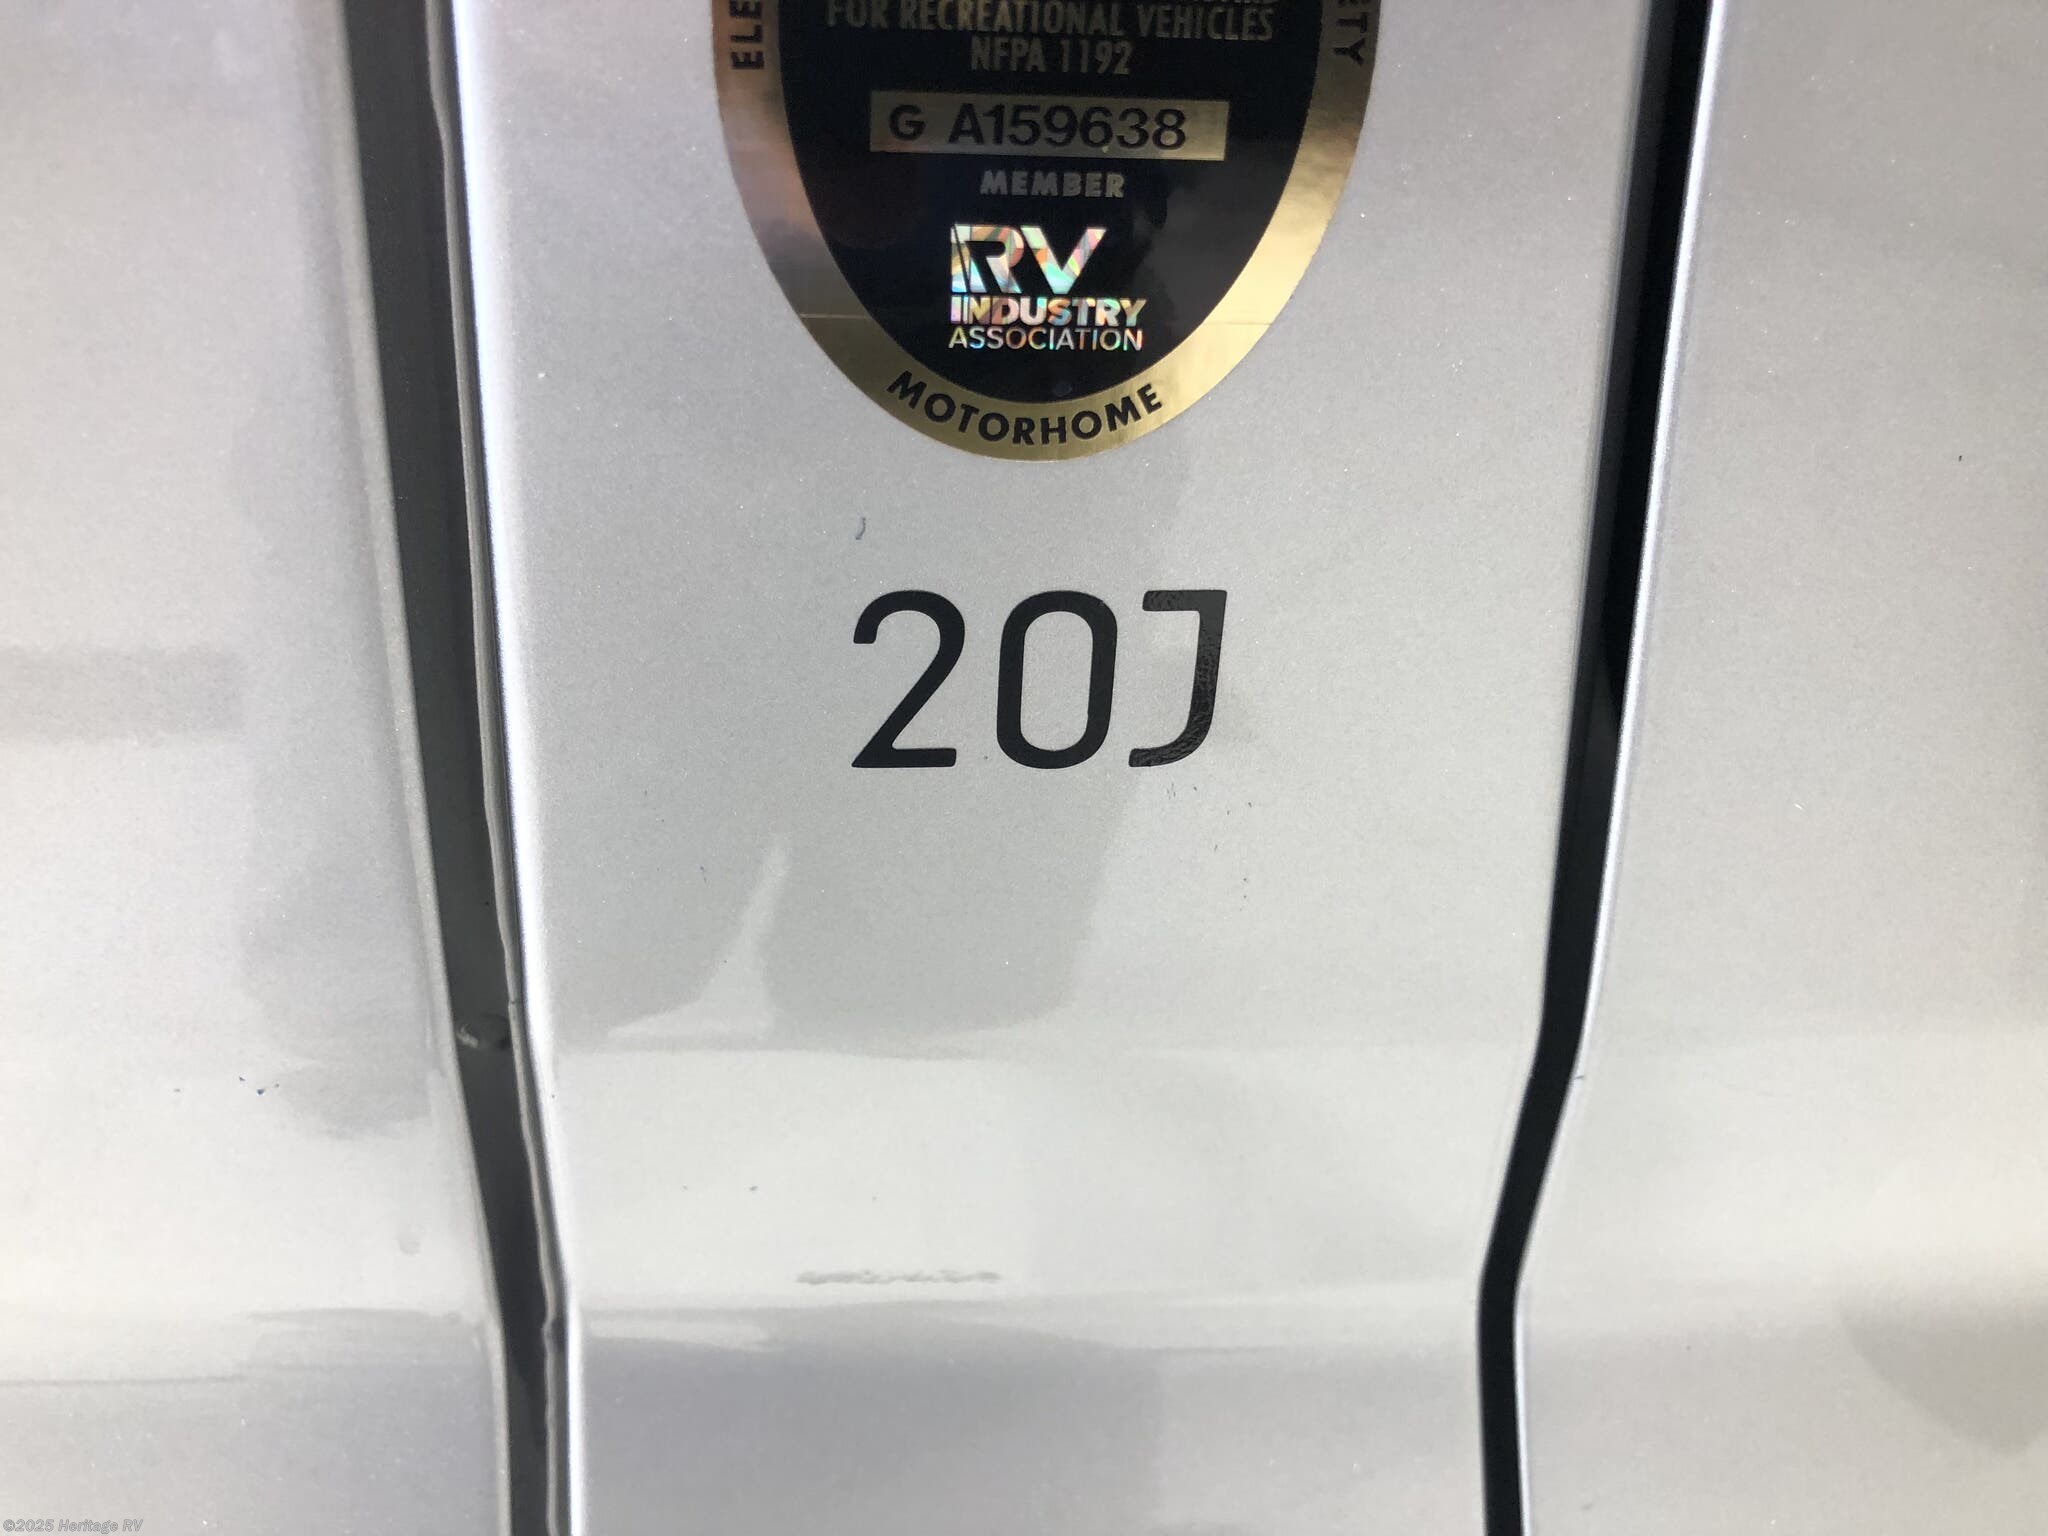 FOR RECREATIONAL VEHICLES
NFPA 1192
G A159638
MEMBER
RV
INDUSTRY
ASSOCIATION
MOTORHOME
20J
©2025 Heritage RV